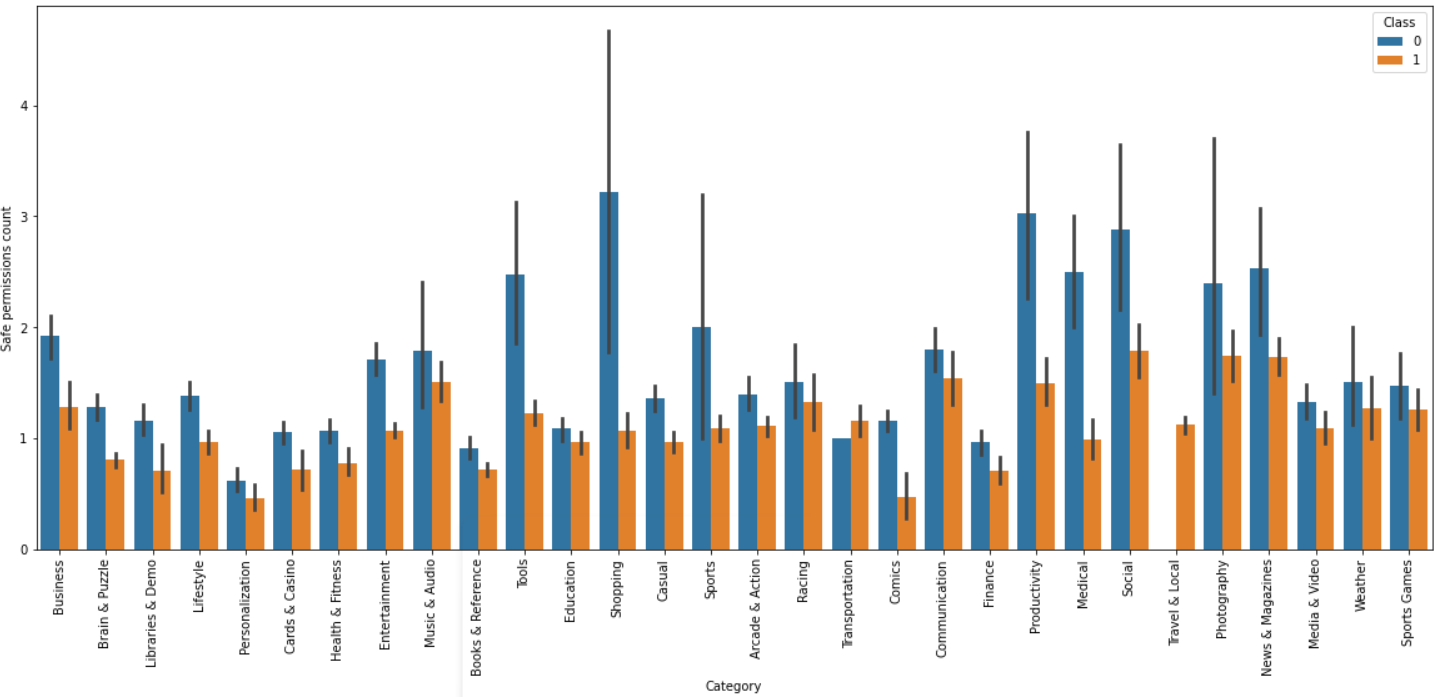 Class
0
1
Safe permissions count
4
3
2
1
0
Business
Brain & Puzzle
Libraries & Demo
Lifestyle
Personalization
Cards & Casino
Health & Fitness
Entertainment
Music & Audio
Books & Reference
Tools
Education
Shopping
Casual
Sports
Arcade & Action
Racing
Transportation
Comics
Communication
Finance
Productivity
Medical
Social
Travel & Local
Photography
News & Magazines
Media & Video
Weather
Sports Games
Category